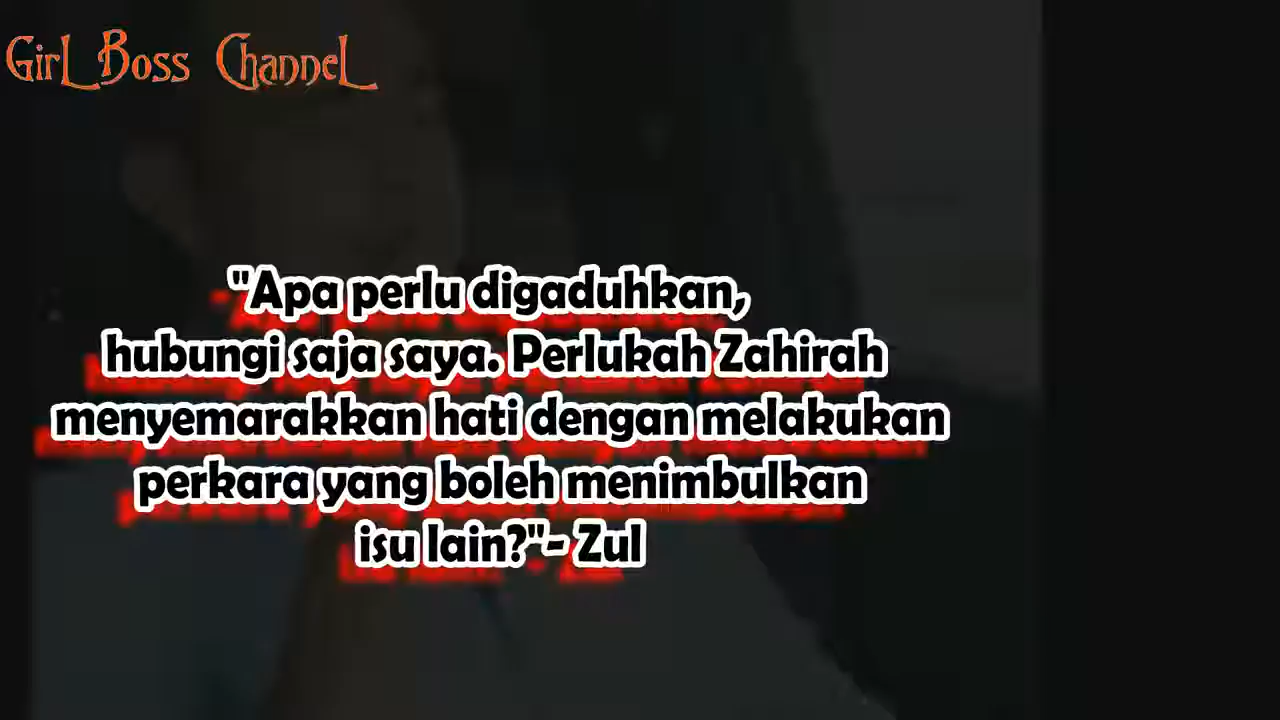 Girl Boss Channel
"Apa perlu digaduhkan,
hubungi saja saya. Perlukah Zahirah
menyemarakkan hati dengan melakukan
perkara yang boleh menimbulkan
isu lain?"- Zul